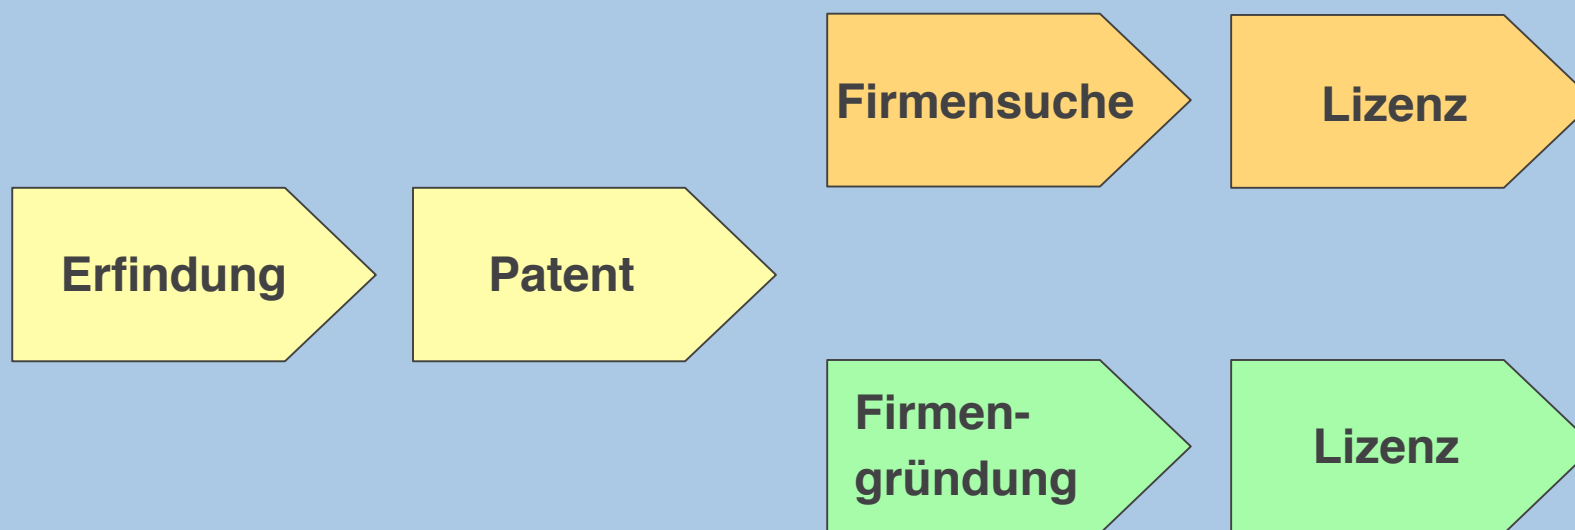 Firmensuche
Lizenz
Erfindung
Patent
Firmen-
gründung
Lizenz